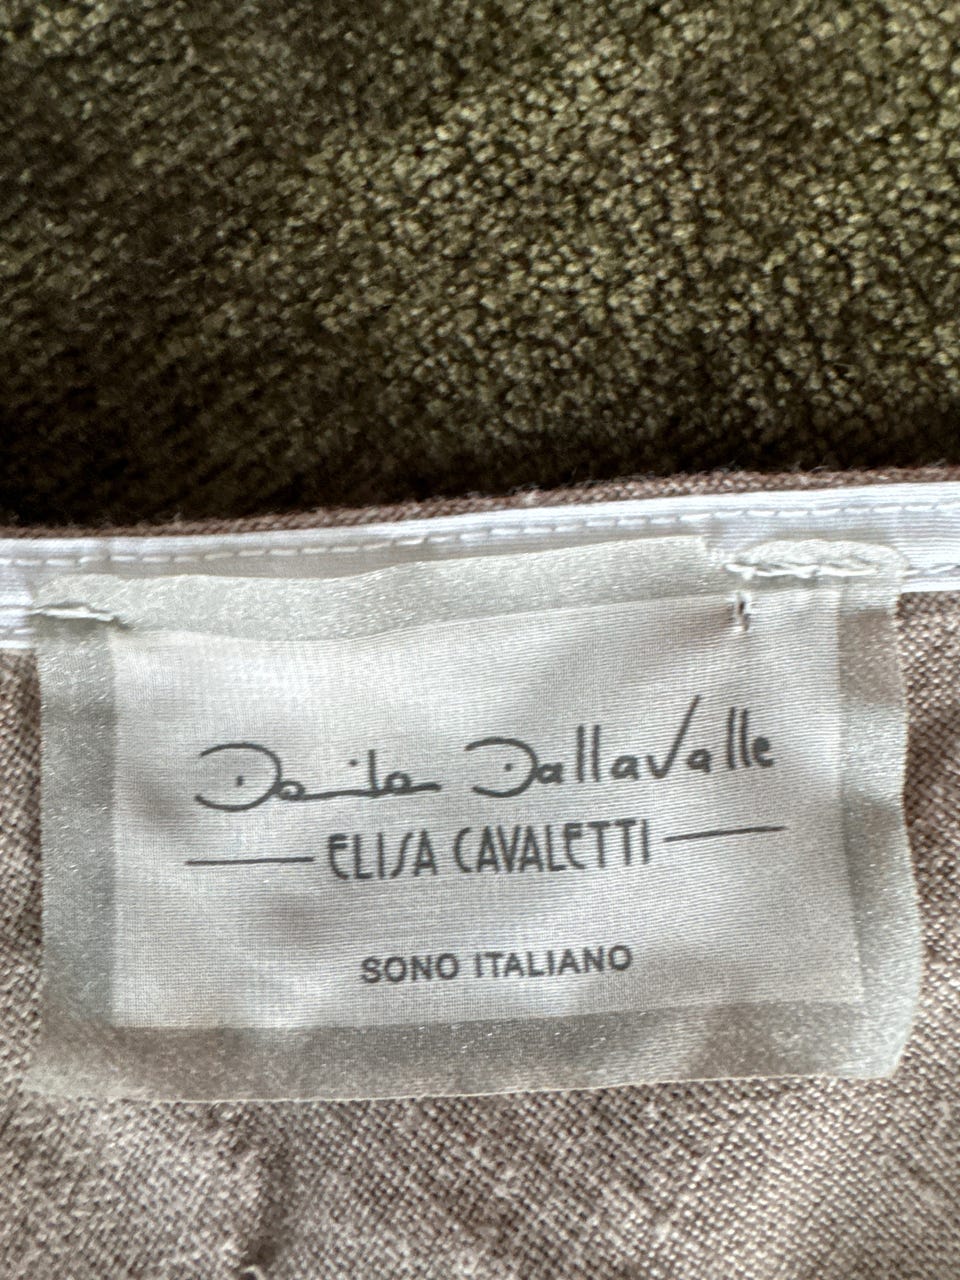 Daniela DallaValle
ELISA CAVALETTI
SONO ITALIANO